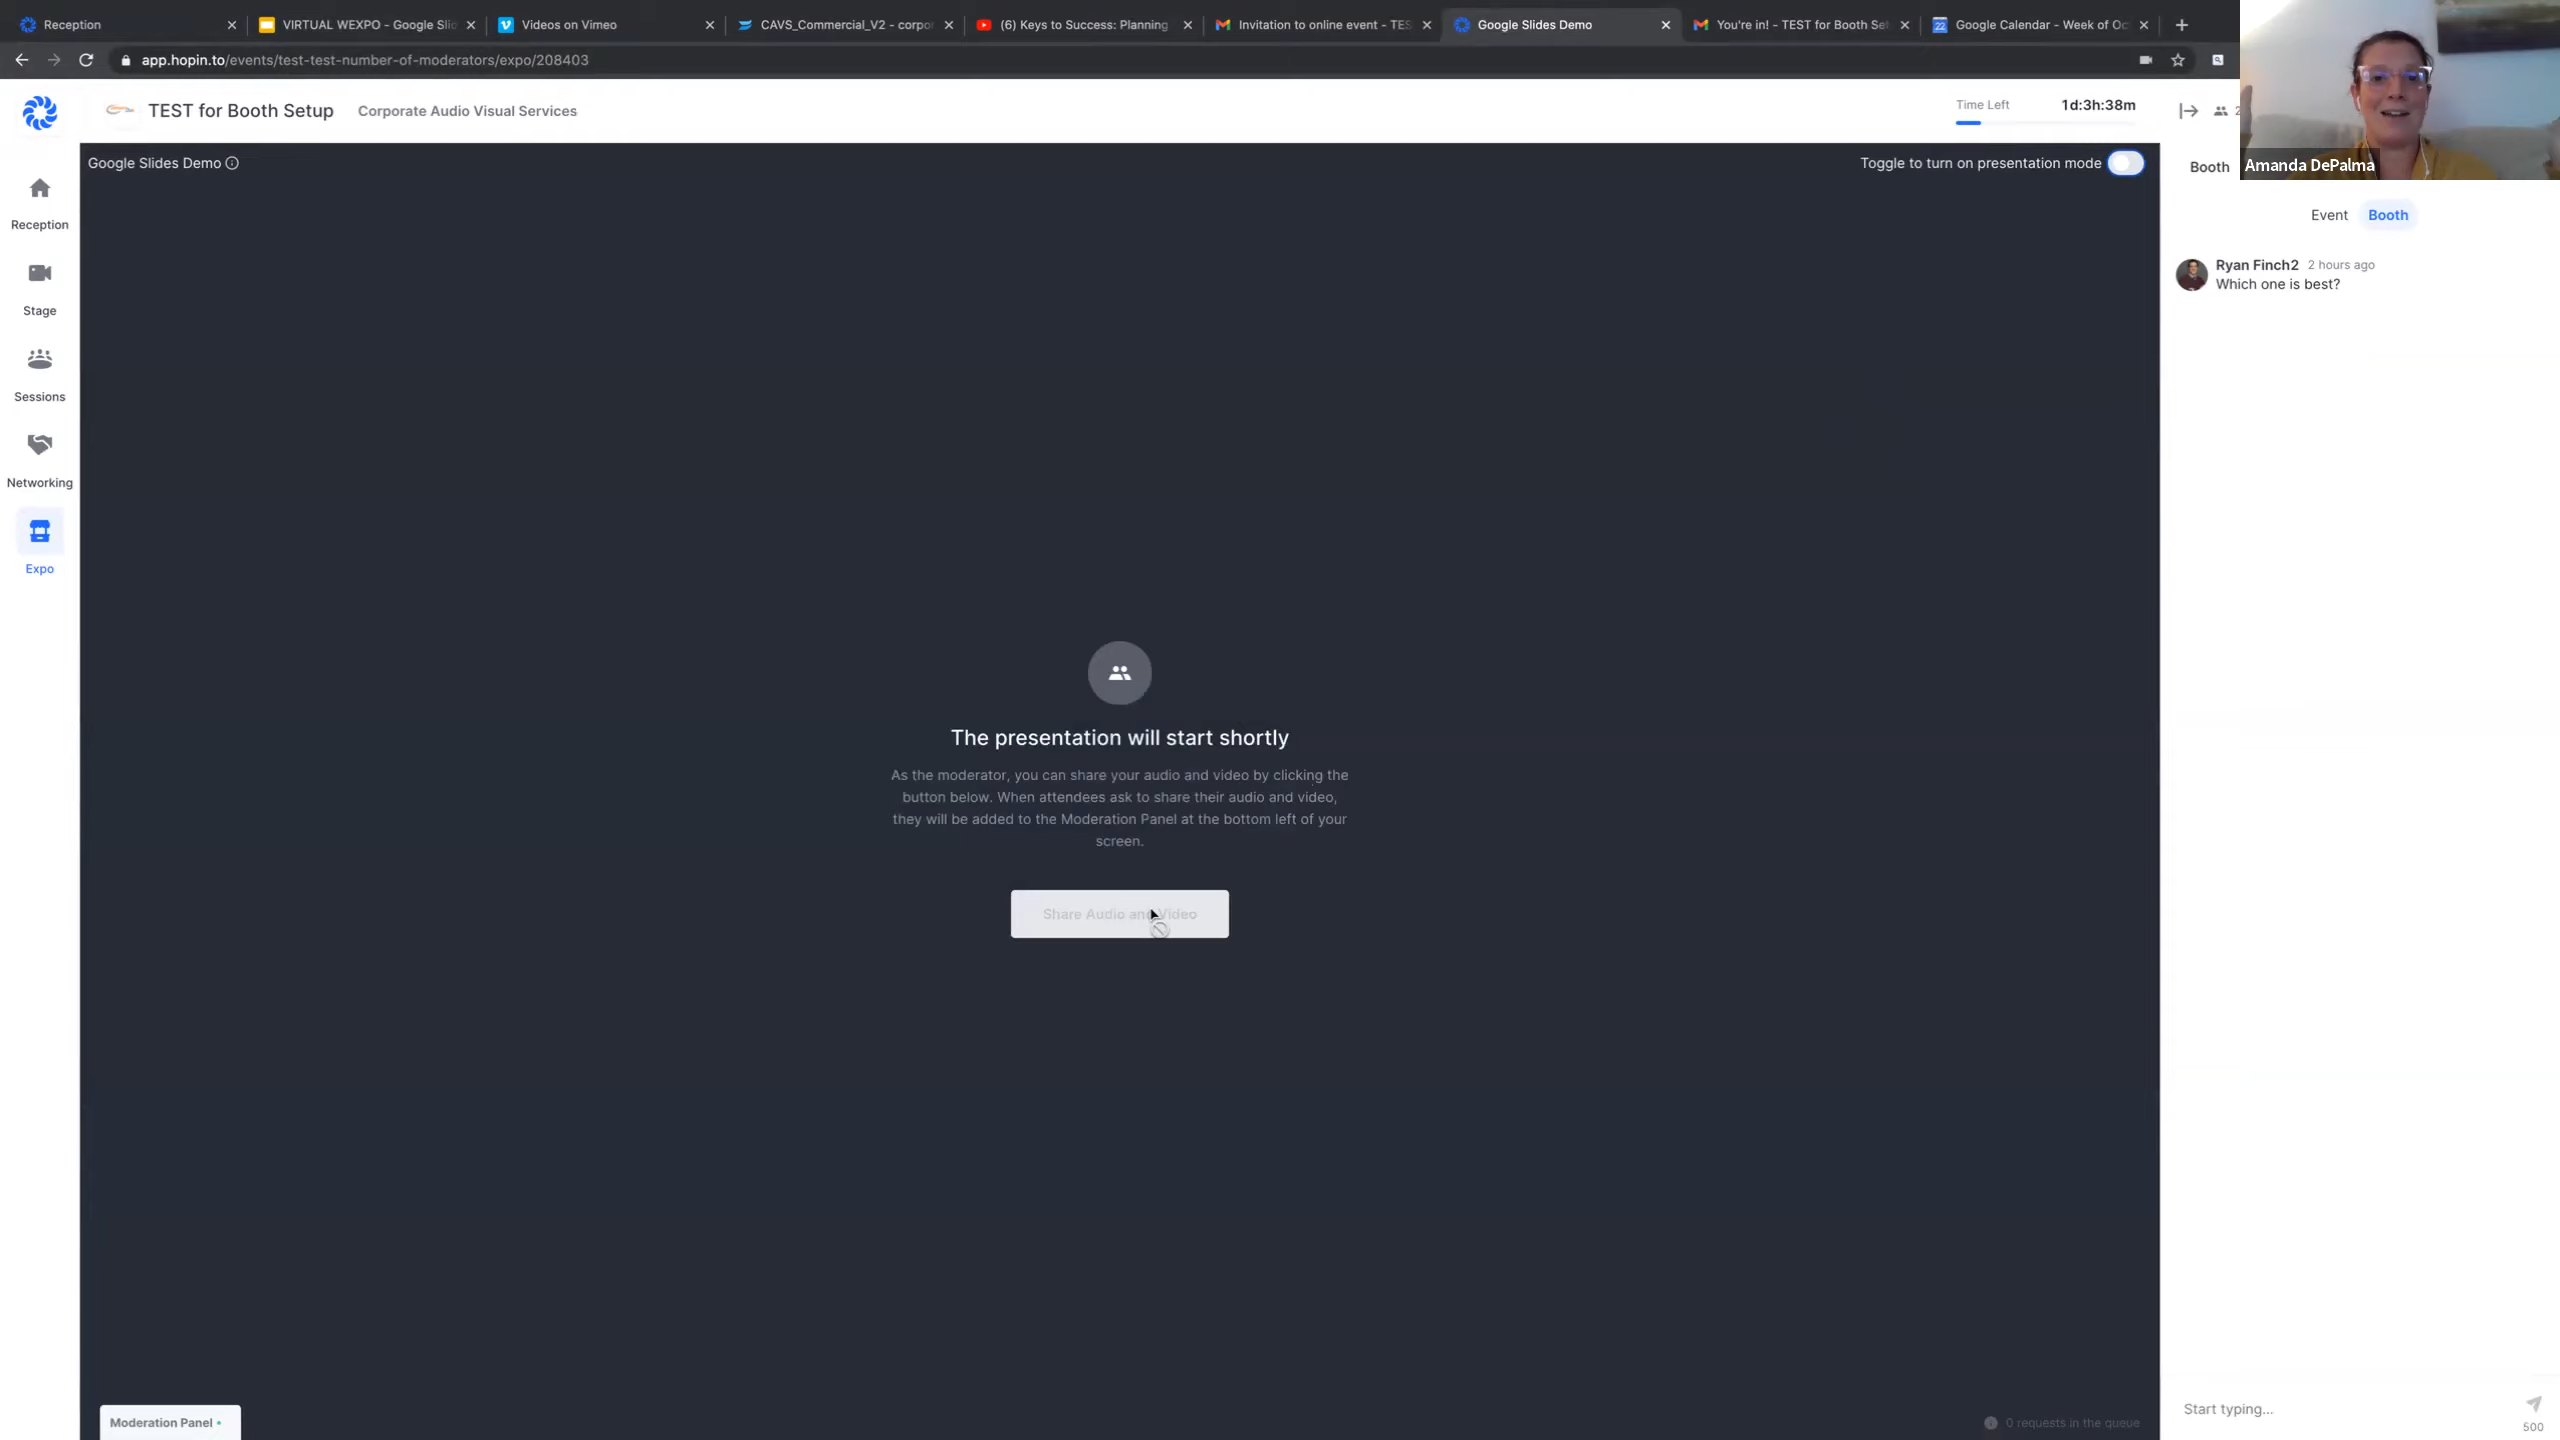 Reception
VIRTUAL WEXPO - Google Slid
Videos on Vimeo
CAVS_Commercial_V2 - corpor
(6) Keys to Success: Planning
Invitation to online event - TES
Google Slides Demo
You're in! - TEST for Booth Set
22
Google Calendar - Week of Oc
app.hopin.to/events/test-test-number-of-moderators/expo/208403
TEST for Booth Setup
Corporate Audio Visual Services
Time Left
1d:3h:38m
2
Google Slides Demo
Toggle to turn on presentation mode
Booth
Amanda DePalma
Event
Booth
Ryan Finch2
2 hours ago
Which one is best?
Reception
Stage
Sessions
Networking
Expo
The presentation will start shortly
As the moderator, you can share your audio and video by clicking the
button below. When attendees ask to share their audio and video,
they will be added to the Moderation Panel at the bottom left of your
screen.
Share Audio and Video
Moderation Panel
0 requests in the queue
Start typing...
500